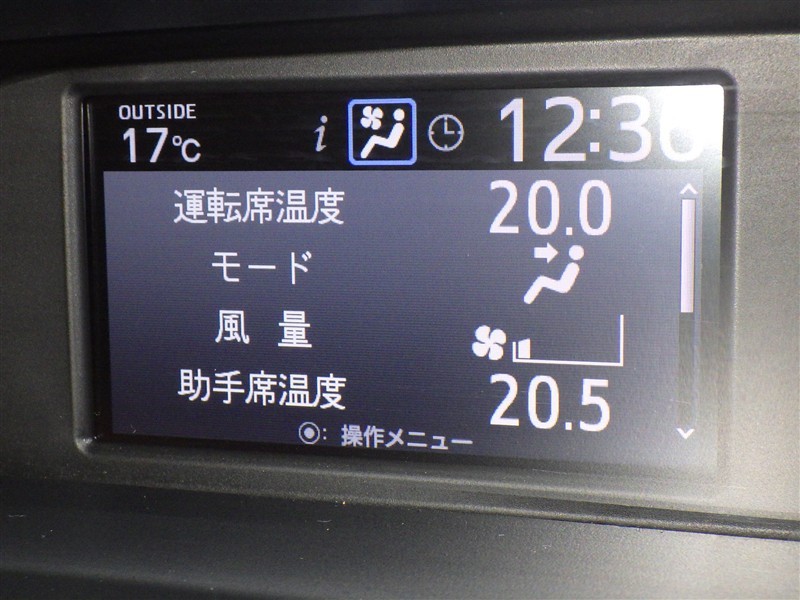 OUTSIDE
17℃ i 12:36
運転席温度 20.0
モード
風 量
助手席温度 20.5
◉: 操作メニュー